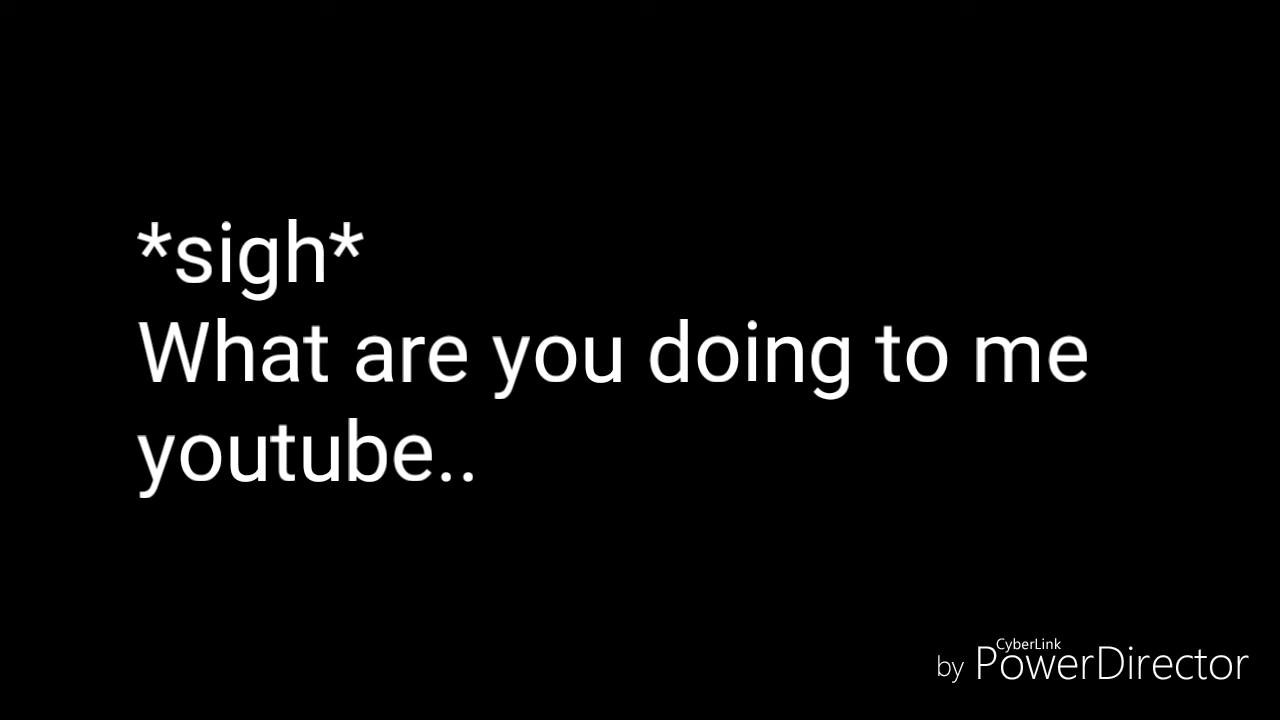 *sigh*
What are you doing to me
youtube..
CyberLink
by PowerDirector